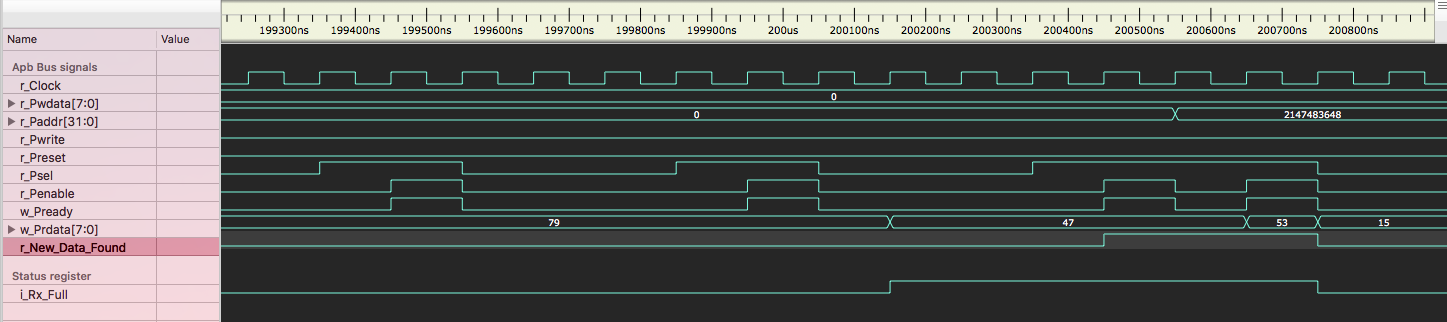 199300ns 199400ns 199500ns 199600ns 199700ns 199800ns 199900ns 200us 200100ns 200200ns 200300ns 200400ns 200500ns 200600ns 200700ns 200800ns
Name Value
Apb Bus signals
r_Clock
r_Pwdata[7:0] 0
r_Paddr[31:0] 0 2147483648
r_Pwrite
r_Preset
r_Psel
r_Penable
w_Pready
w_Prdata[7:0] 79 47 53 15
r_New_Data_Found
Status register
i_Rx_Full